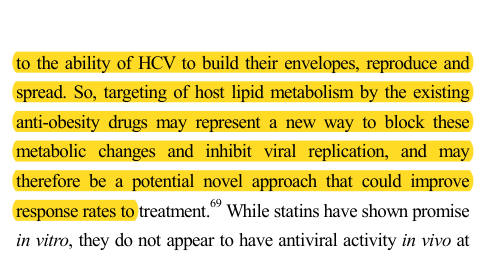 to the ability of HCV to build their envelopes, reproduce and
spread. So, targeting of host lipid metabolism by the existing
anti-obesity drugs may represent a new way to block these
metabolic changes and inhibit viral replication, and may
therefore be a potential novel approach that could improve
response rates to treatment.69 While statins have shown promise
in vitro, they do not appear to have antiviral activity in vivo at